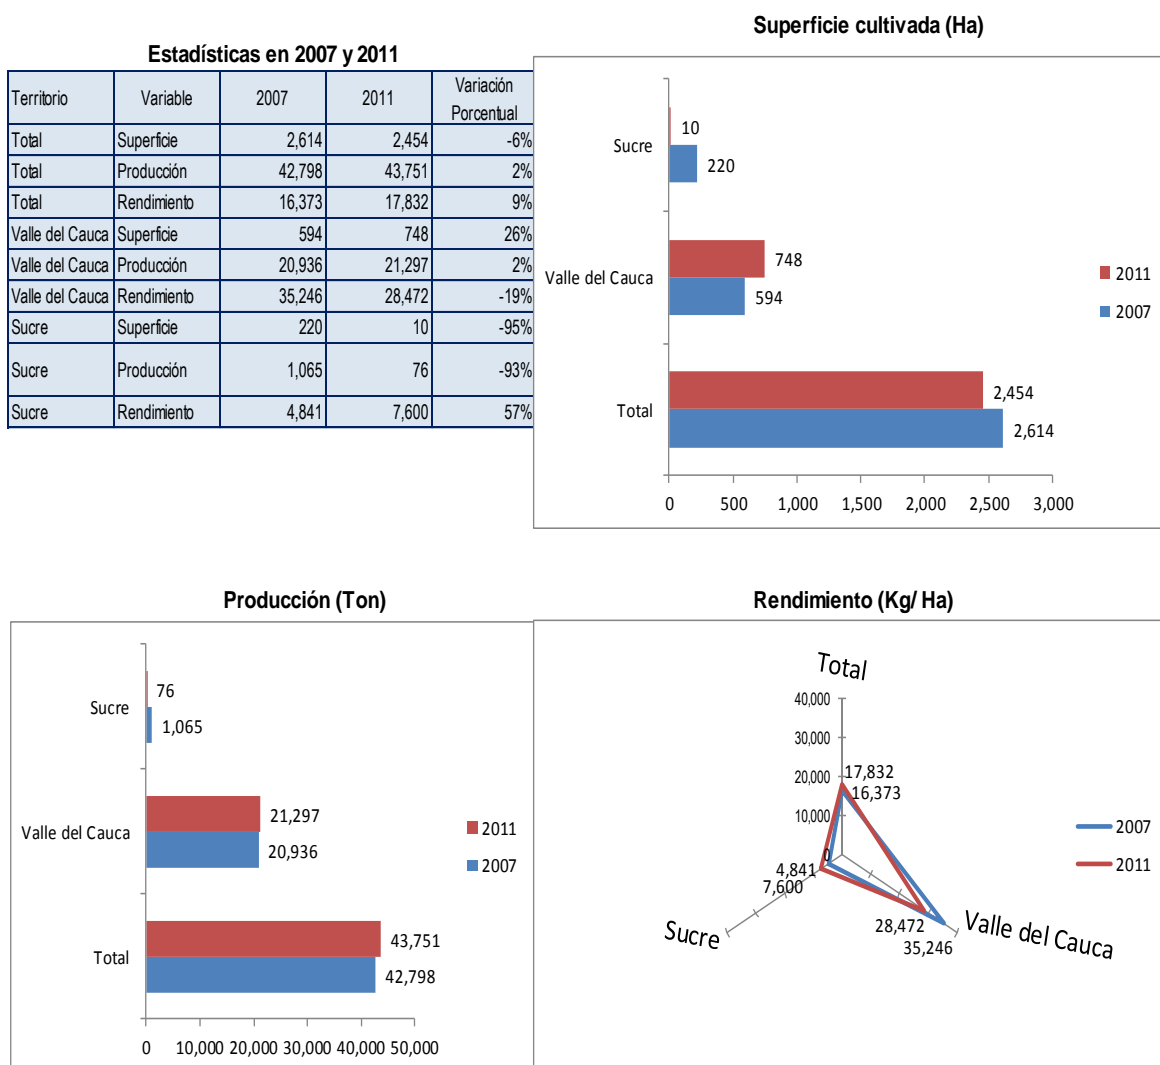 Estadísticas en 2007 y 2011
Territorio Variable 2007 2011 Variación Porcentual
Total Superficie 2,614 2,454 -6%
Total Producción 42,798 43,751 2%
Total Rendimiento 16,373 17,832 9%
Valle del Cauca Superficie 594 748 26%
Valle del Cauca Producción 20,936 21,297 2%
Valle del Cauca Rendimiento 35,246 28,472 -19%
Sucre Superficie 220 10 -95%
Sucre Producción 1,065 76 -93%
Sucre Rendimiento 4,841 7,600 57%
Superficie cultivada (Ha)
Sucre
10
220
Valle del Cauca
748
594
Total
2,454
2,614
0 500 1,000 1,500 2,000 2,500 3,000
2011
2007
Producción (Ton)
Sucre
76
1,065
Valle del Cauca
21,297
20,936
Total
43,751
42,798
0 10,000 20,000 30,000 40,000 50,000
2011
2007
Rendimiento (Kg/ Ha)
Total
40,000
30,000
20,000
10,000
0
17,832
16,373
4,841
7,600
28,472
35,246
Sucre
Valle del Cauca
2007
2011